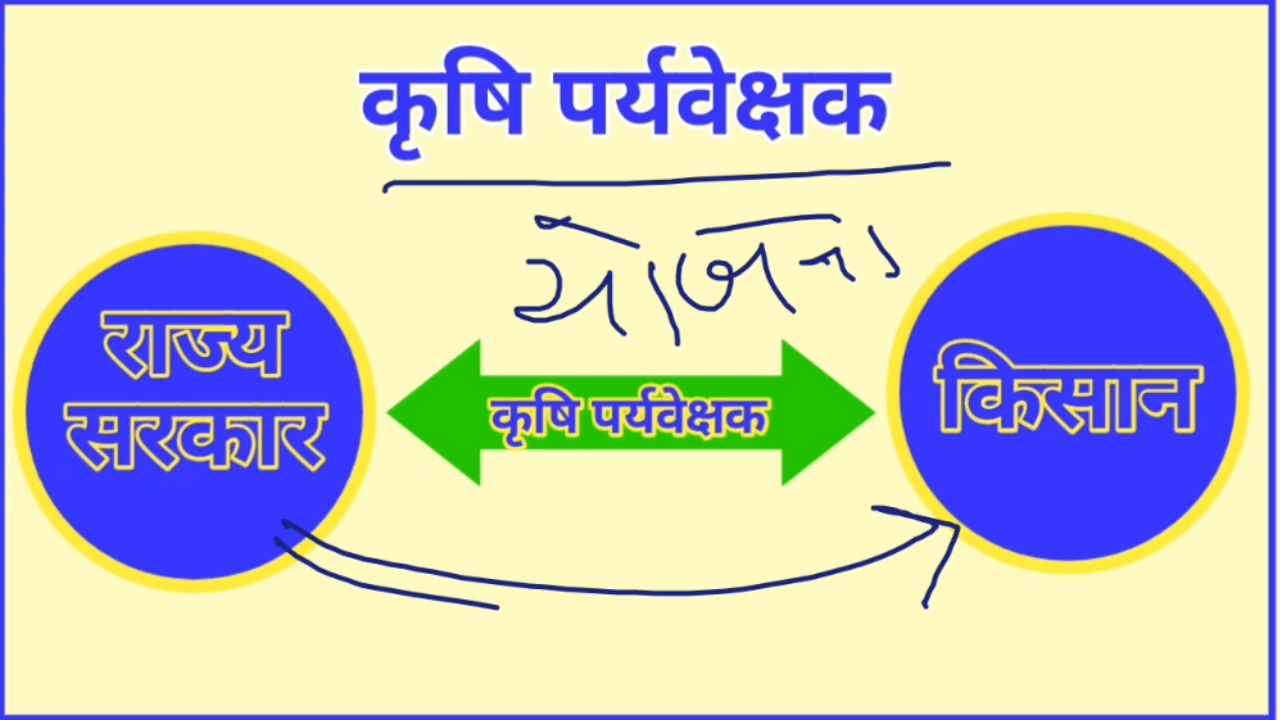 कृषि पर्यवेक्षक
योजना
राज्य
सरकार
कृषि पर्यवेक्षक
किसान